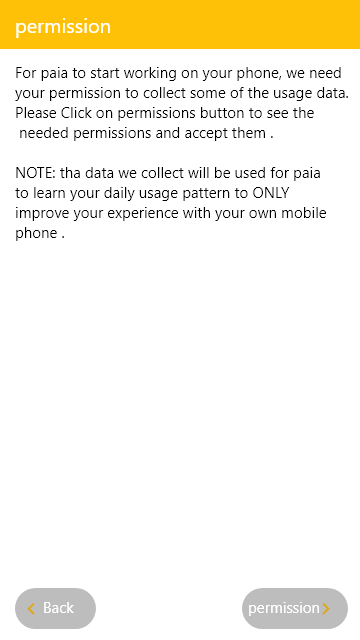 permission
For paia to start working on your phone, we need
your permission to collect some of the usage data.
Please Click on permissions button to see the
needed permissions and accept them .
NOTE: tha data we collect will be used for paia
to learn your daily usage pattern to ONLY
improve your experience with your own mobile
phone .
Back
permission